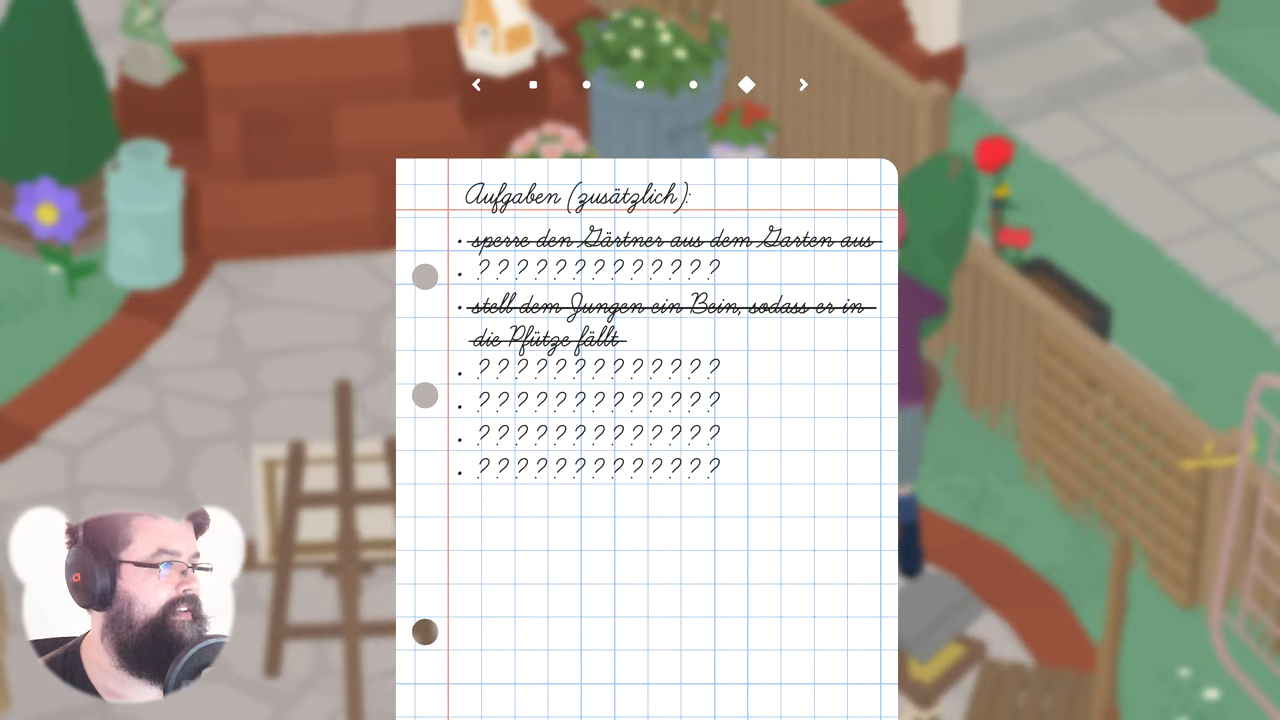 Aufgaben (zusätzlich):
• sperre den Gärtner aus dem Garten aus
• ?????????????
• stell dem Jungen ein Bein, sodass er in
die Pfütze fällt
• ?????????????
• ?????????????
• ?????????????
• ?????????????